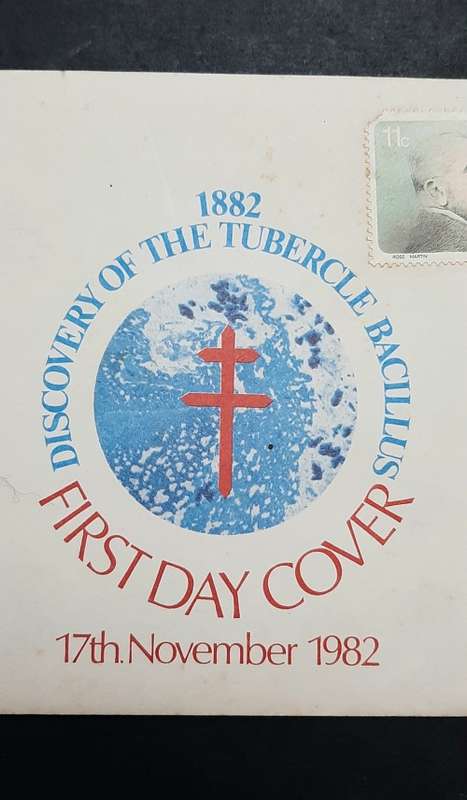 11c
ROSS MARTIN
1882
DISCOVERY OF THE TUBERCLE BACILLUS
FIRST DAY COVER
17th. November 1982